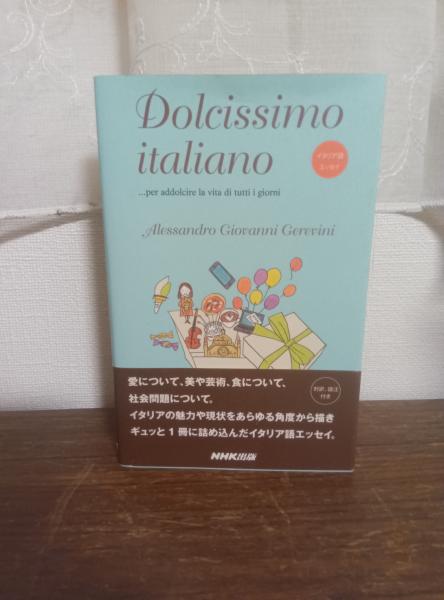 Dolcissimo
italiano
イタリア語
エッセイ
...per addolcire la vita di tutti i giorni
Alessandro Giovanni Gerevini
愛について、美や芸術、食について、
社会問題について。
イタリアの魅力や現状をあらゆる角度から描き
ギュッと1冊に詰め込んだイタリア語エッセイ。
対訳、語注
付き
NHK出版